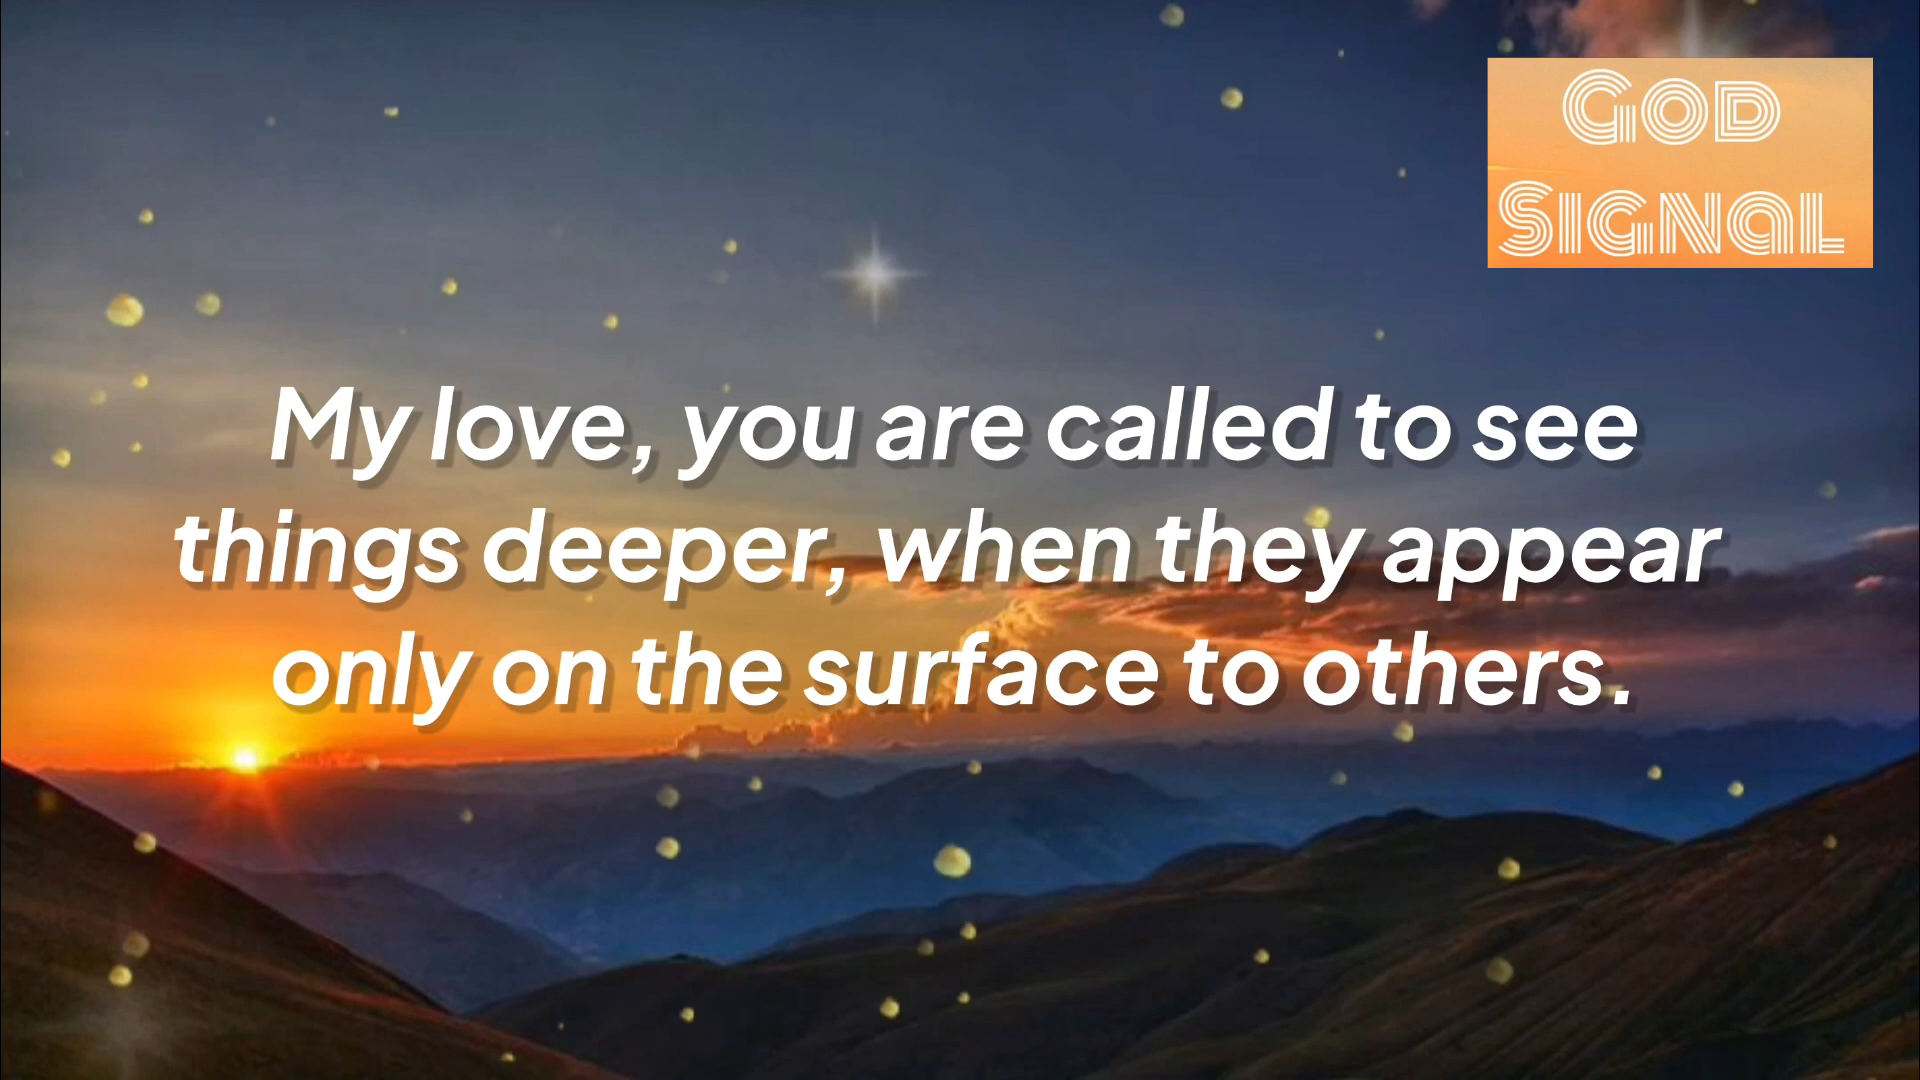 God
Signal
My love, you are called to see
things deeper, when they appear
only on the surface to others.